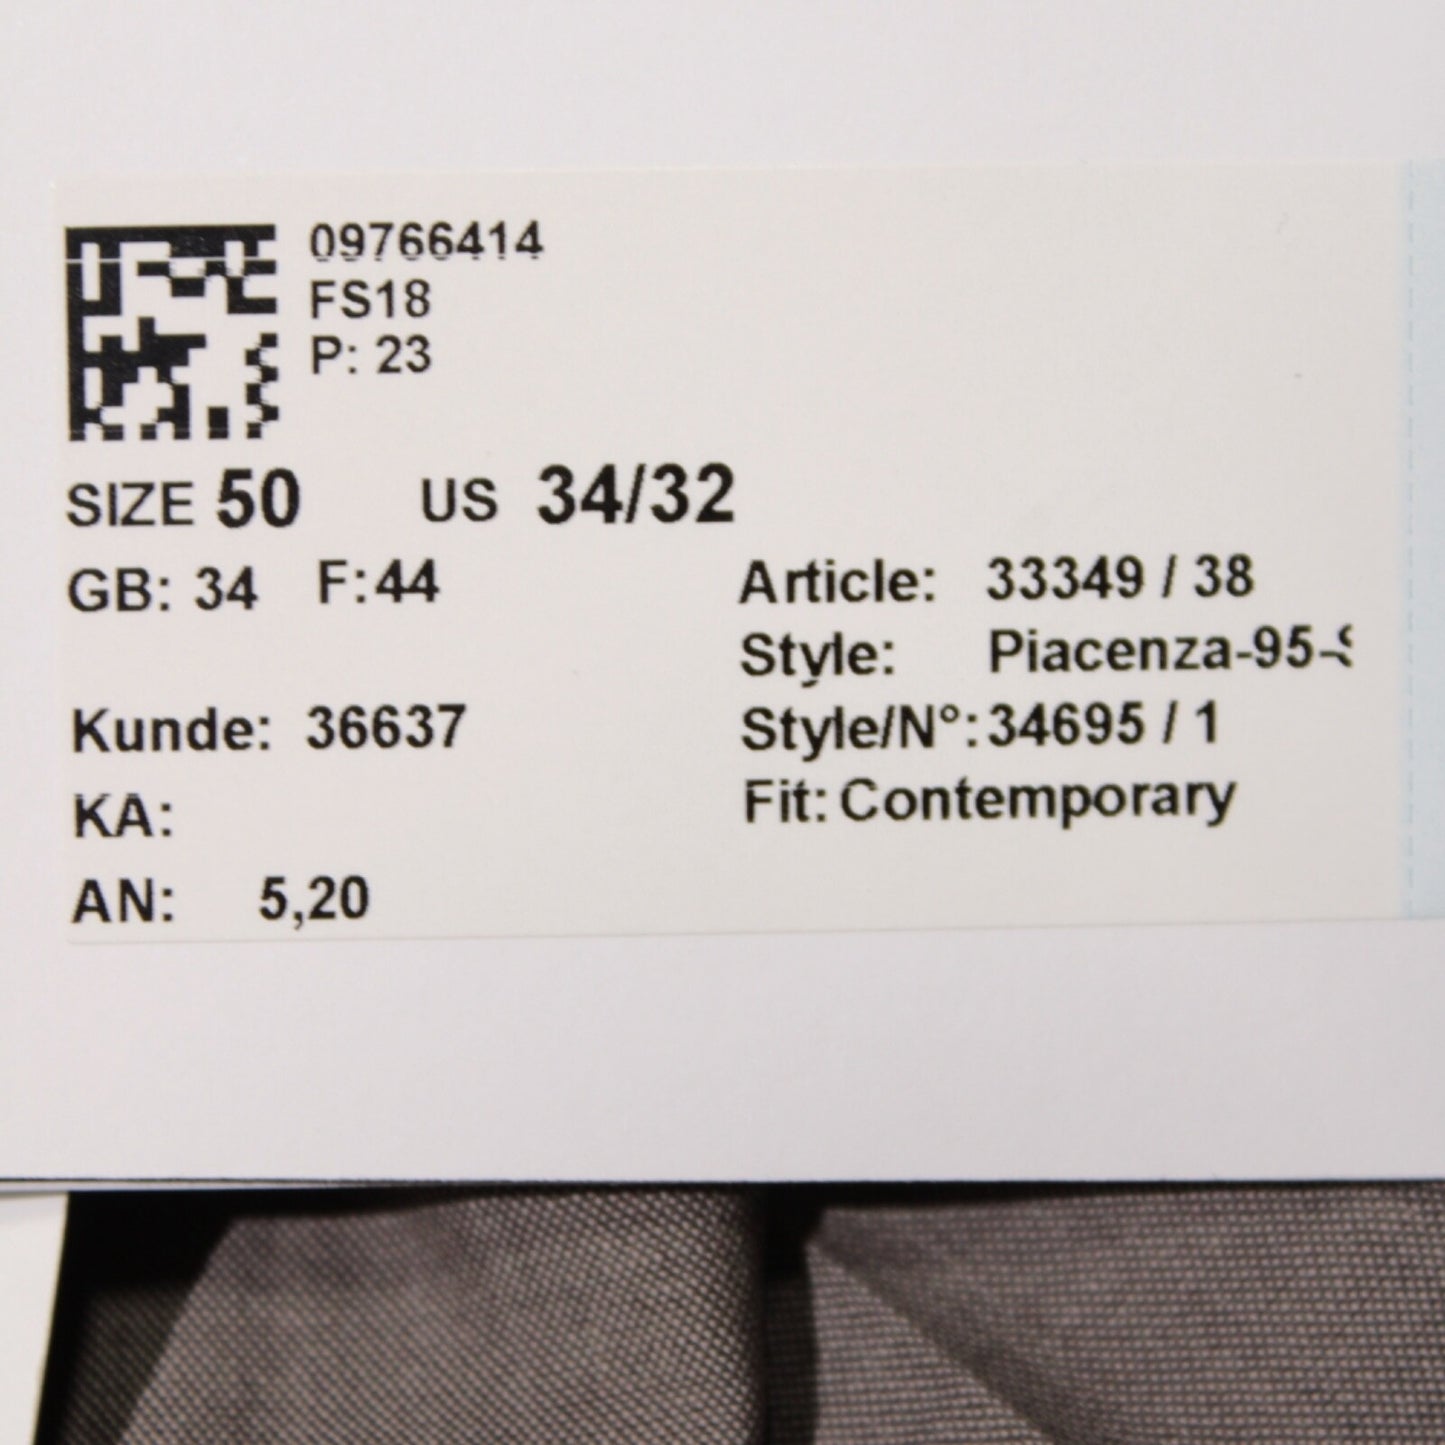 09766414
FS18
P: 23
SIZE 50 US 34/32
GB: 34 F:44
Article: 33349 / 38
Style: Piacenza-95-S
Kunde: 36637
Style/N°:34695 / 1
KA:
Fit: Contemporary
AN: 5,20